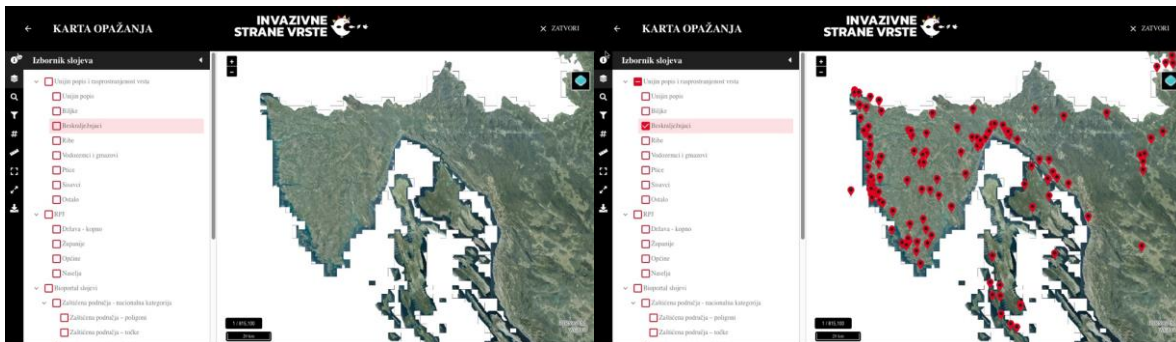 KARTA OPAŽANJA
INVAZIVNE
STRANE VRSTE
× ZATVORI
Izbornik slojeva
Unijin popis i rasprostranjenost vrsta
Unijin popis
Biljke
Beskralježnjaci
Ribe
Vodozemci i gmazovi
Ptice
Sisavci
Ostalo
RPJ
Država - kopno
Županije
Općine
Naselja
Bioportal slojevi
Zaštićena područja - nacionalna kategorija
Zaštićena područja – poligoni
Zaštićena područja – točke
20 km
KARTA OPAŽANJA
INVAZIVNE
STRANE VRSTE
× ZATVORI
Izbornik slojeva
Unijin popis i rasprostranjenost vrsta
Unijin popis
Biljke
Beskralježnjaci
Ribe
Vodozemci i gmazovi
Ptice
Sisavci
Ostalo
RPJ
Država - kopno
Županije
Općine
Naselja
Bioportal slojevi
Zaštićena područja - nacionalna kategorija
Zaštićena područja – poligoni
Zaštićena područja – točke
20 km